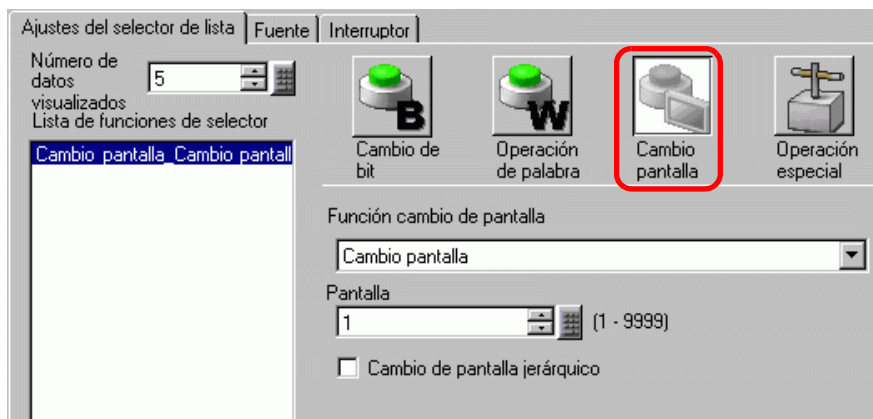 Ajustes del selector de lista
Fuente
Interruptor
Número de
datos
visualizados
5
Lista de funciones de selector
Cambio pantalla_Cambio pantall
B
Cambio de
bit
W
Operación
de palabra
Cambio
pantalla
Operación
especial
Función cambio de pantalla
Cambio pantalla
Pantalla
1
(1 - 9999)
Cambio de pantalla jerárquico